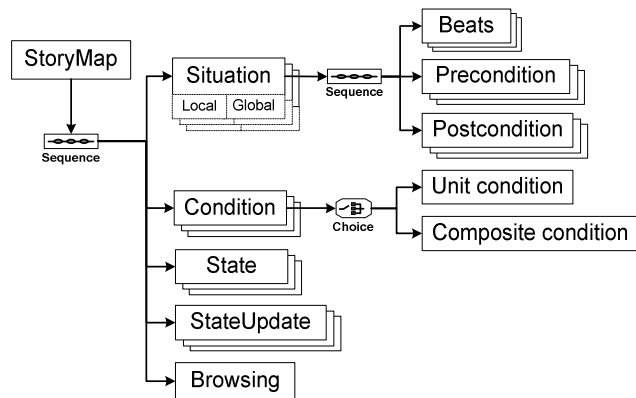 StoryMap
Sequence
Situation
Local Global
Sequence
Beats
Precondition
Postcondition
Condition
Choice
Unit condition
Composite condition
State
StateUpdate
Browsing